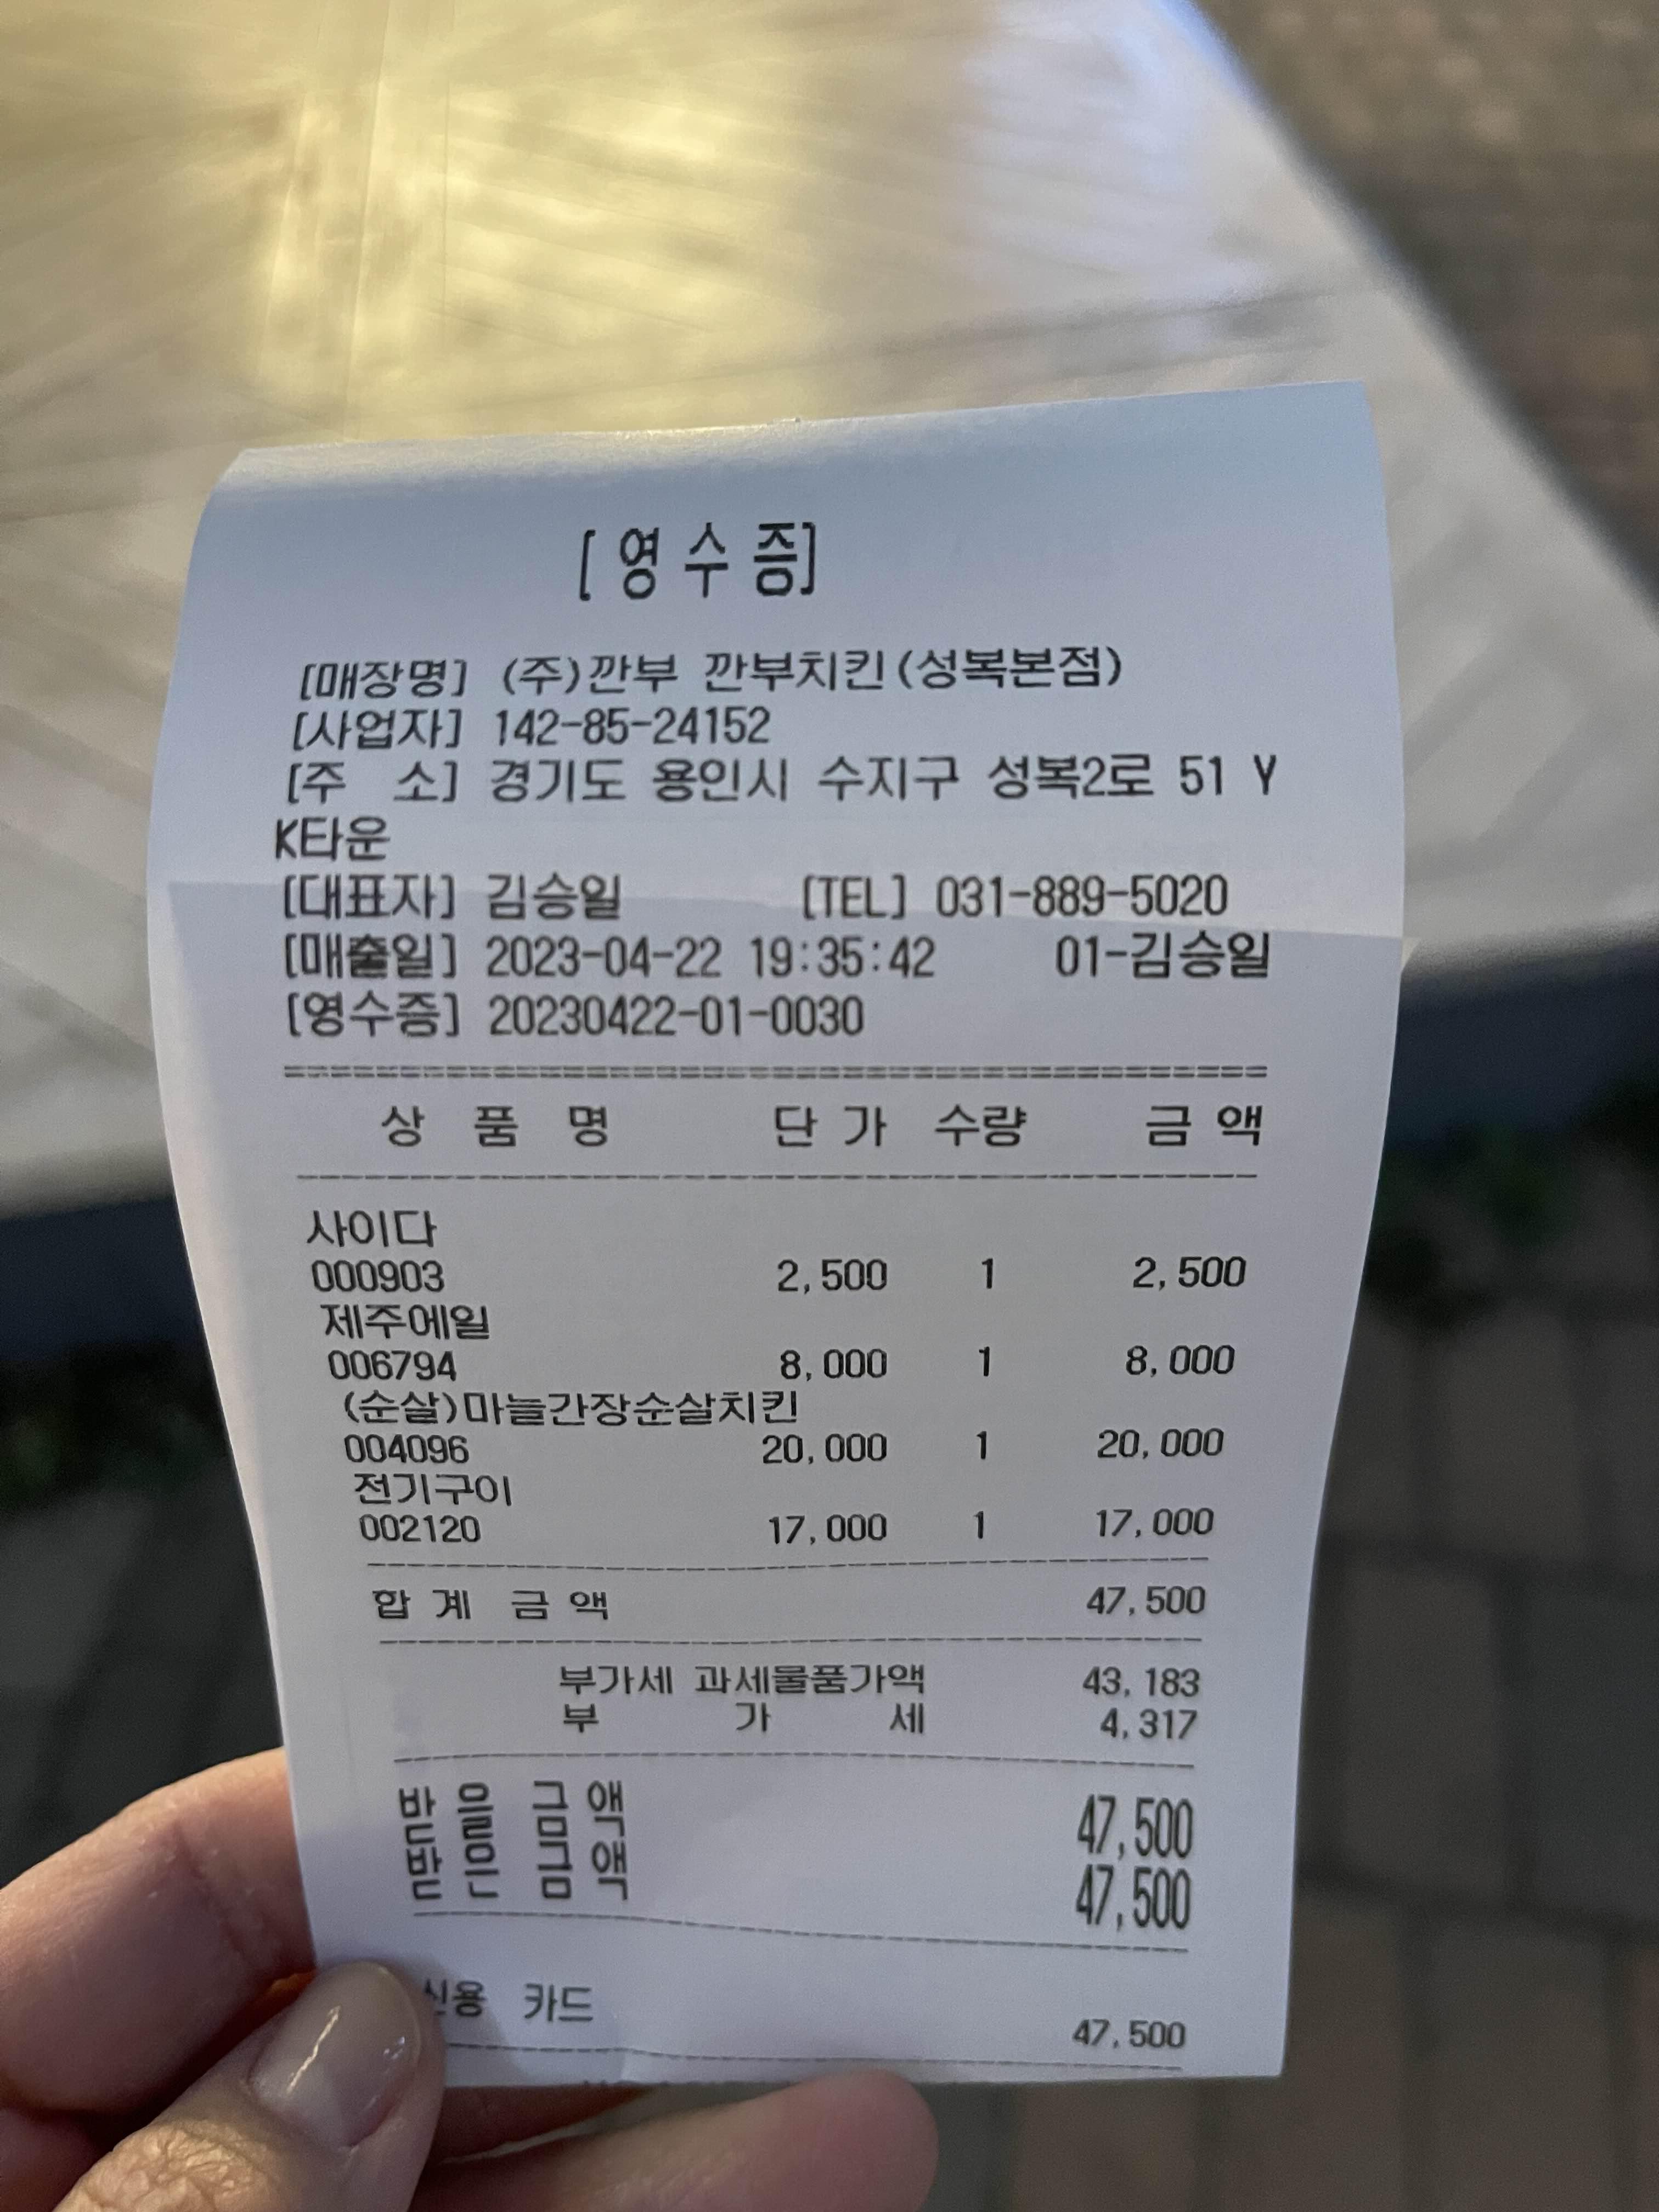 [영수증]
[매장명] (주)깐부 깐부치킨(성복본점)
[사업자] 142-85-24152
[주 소] 경기도 용인시 수지구 성복2로 51 Y
K타운
[대표자] 김승일 [TEL] 031-889-5020
[매출일] 2023-04-22 19:35:42 01-김승일
[영수증] 20230422-01-0030
상 품 명 단 가 수량 금 액
사이다
000903 2,500 1 2,500
제주에일
006794 8,000 1 8,000
(순살)마늘간장순살치킨
004096 20,000 1 20,000
전기구이
002120 17,000 1 17,000
합 계 금 액 47,500
부가세 과세물품가액 43,183
부 가 세 4,317
받 을 금 액 47,500
받 은 금 액 47,500
신용 카드 47,500